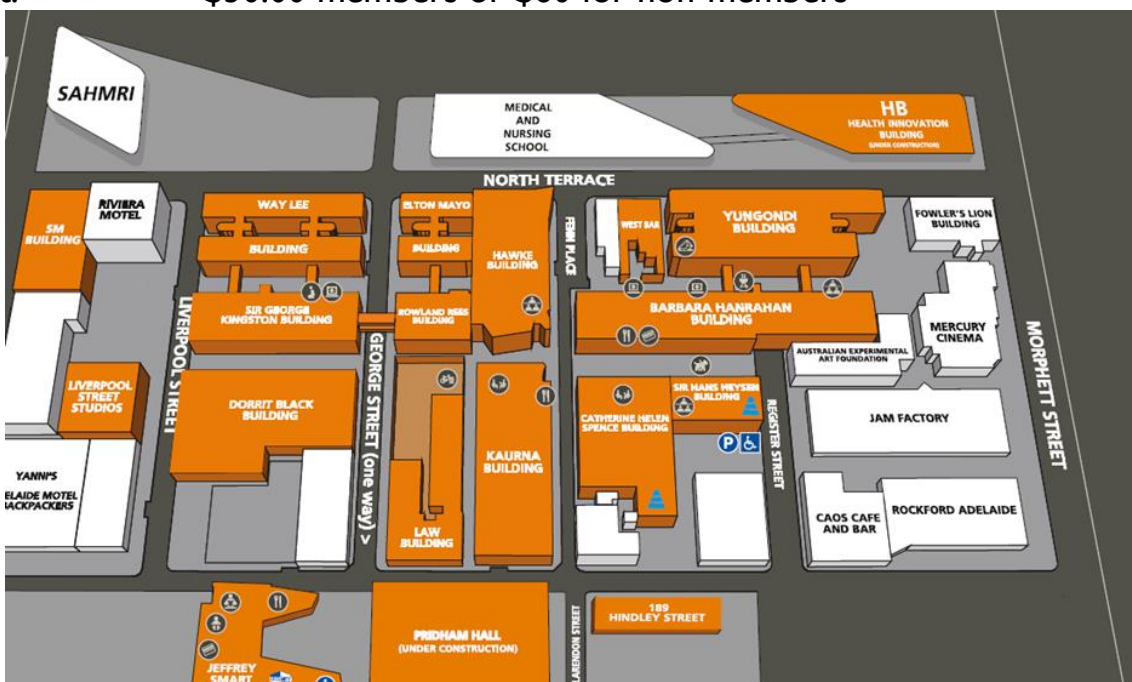 $50.00 members or $60 for non members
SAHMRI
MEDICAL
AND
NURSING
SCHOOL
HB
HEALTH INNOVATION
BUILDING
(UNDER CONSTRUCTION)
NORTH TERRACE
SM
BUILDING
RIVIERA
MOTEL
WAY LEE
BUILDING
ELTON MAYO
BUILDING
HAWKE
BUILDING
FENN PLACE
WEST BAR
YUNGONDI
BUILDING
FOWLER'S LION
BUILDING
LIVERPOOL STREET
SIR GEORGE
KINGSTON BUILDING
ROWLAND REES
BUILDING
BARBARA HANRAHAN
BUILDING
MERCURY
CINEMA
MORPHETT STREET
AUSTRALIAN EXPERIMENTAL
ART FOUNDATION
LIVERPOOL
STREET
STUDIOS
DORRIT BLACK
BUILDING
GEORGE STREET (one way) >
KAURNA
BUILDING
CATHERINE HELEN
SPENCE BUILDING
SIR HANS HEYSEN
BUILDING
P
REGISTER STREET
JAM FACTORY
YANNI'S
ELAIDE MOTEL
BACKPACKERS
LAW
BUILDING
CAOS CAFE
AND BAR
ROCKFORD ADELAIDE
JEFFREY
SMART
PRIDHAM HALL
(UNDER CONSTRUCTION)
LARENDON STREET
189
HINDLEY STREET